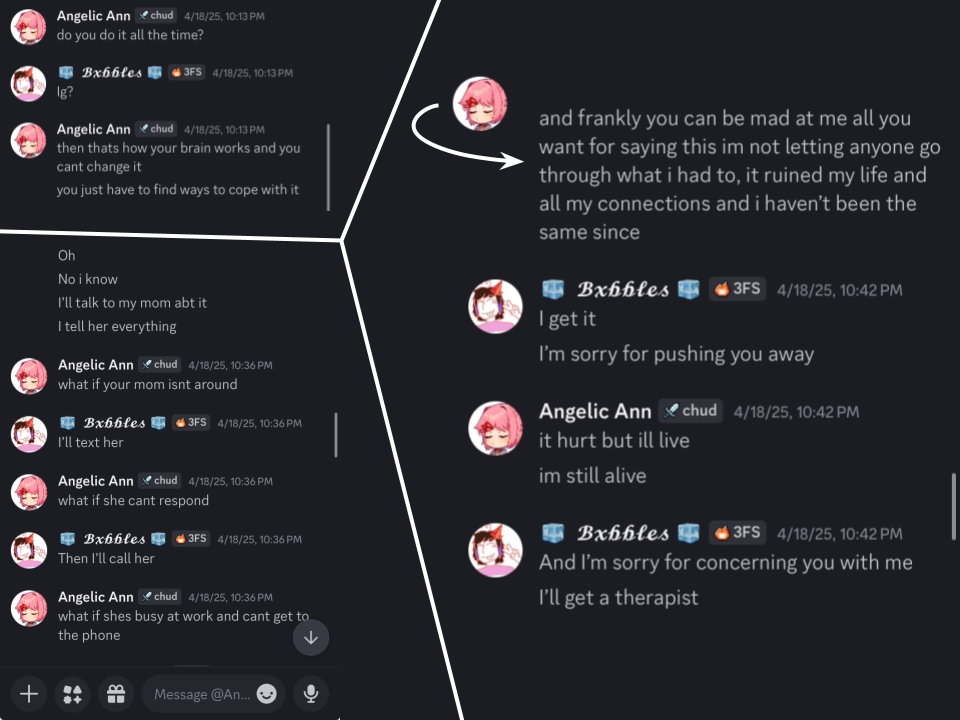 Angelic Ann chud 4/18/25, 10:13 PM
do you do it all the time?
Bxbbles 3FS 4/18/25, 10:13 PM
Ig?
Angelic Ann chud 4/18/25, 10:13 PM
then thats how your brain works and you
cant change it
you just have to find ways to cope with it
Oh
No i know
I'll talk to my mom abt it
I tell her everything
Angelic Ann chud 4/18/25, 10:36 PM
what if your mom isnt around
Bxbbles 3FS 4/18/25, 10:36 PM
I'll text her
Angelic Ann chud 4/18/25, 10:36 PM
what if she cant respond
Bxbbles 3FS 4/18/25, 10:36 PM
Then I'll call her
Angelic Ann chud 4/18/25, 10:36 PM
what if shes busy at work and cant get to
the phone
Message @An...
and frankly you can be mad at me all you
want for saying this im not letting anyone go
through what i had to, it ruined my life and
all my connections and i haven't been the
same since
Bxbbles 3FS 4/18/25, 10:42 PM
I get it
I'm sorry for pushing you away
Angelic Ann chud 4/18/25, 10:42 PM
it hurt but ill live
im still alive
Bxbbles 3FS 4/18/25, 10:42 PM
And I'm sorry for concerning you with me
I'll get a therapist